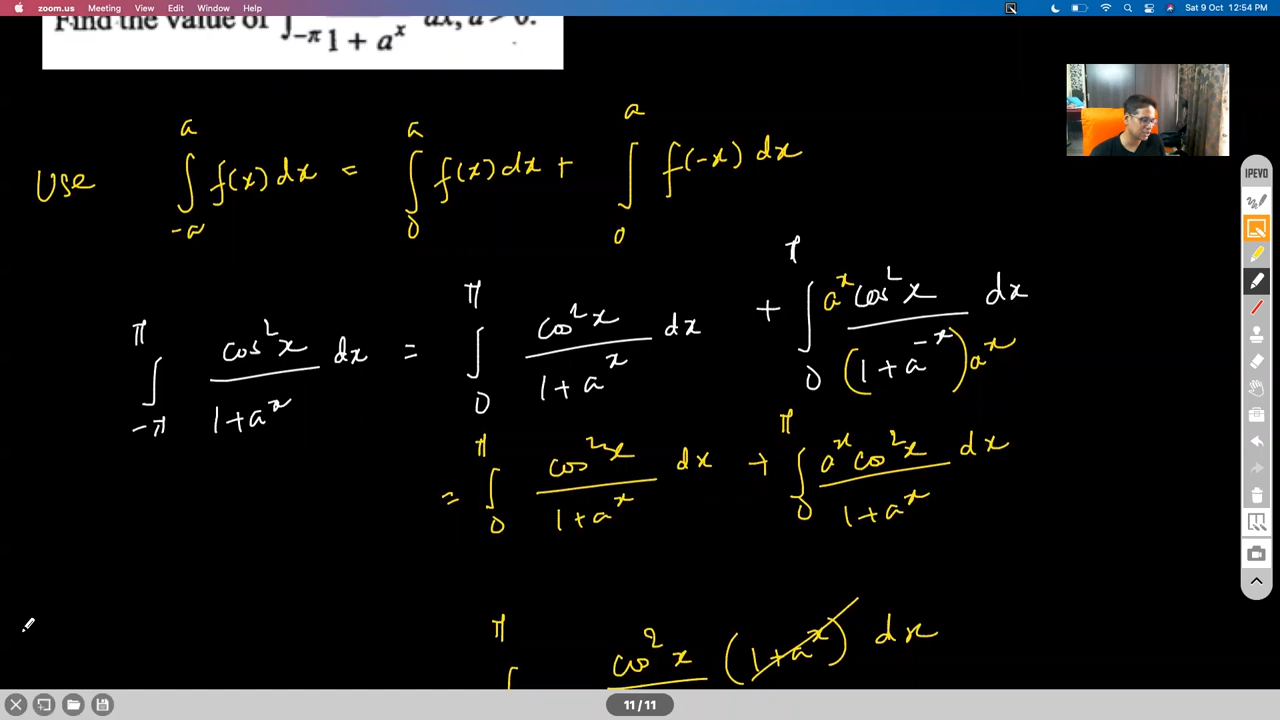 zoom.us Meeting View Edit Window Help Sat 9 Oct 12:54 PM
Find the value of ∫_{-π} 1 + a^x dx, a > 0.
IPEVO
Use ∫_{-a}^{a} f(x) dx = ∫_{0}^{a} f(x) dx + ∫_{0}^{a} f(-x) dx
∫_{-π}^{π} cos²x / 1+a^x dx = ∫_{0}^{π} cos²x / 1+a^x dx + ∫_{0}^{π} a^x cos²x / (1+a^{-x}) a^x dx
= ∫_{0}^{π} cos²x / 1+a^x dx + ∫_{0}^{π} a^x cos²x / 1+a^x dx
∫^{π} cos²x (1+a^x) dx
11/11